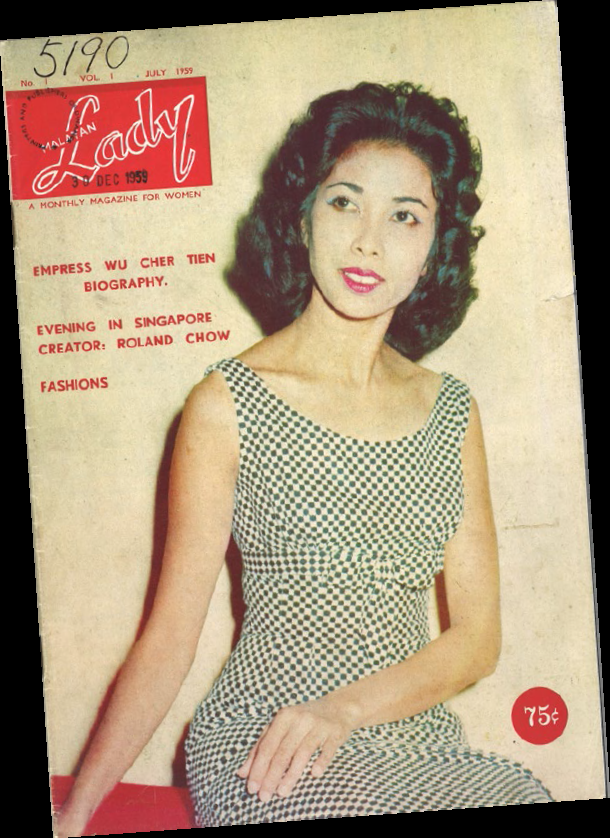 5190
No. 1 VOL 1 JULY 1959
MALAYAN
Lady
30 DEC 1959
A MONTHLY MAGAZINE FOR WOMEN
EMPRESS WU CHER TIEN
BIOGRAPHY.
EVENING IN SINGAPORE
CREATOR: ROLAND CHOW
FASHIONS
75¢